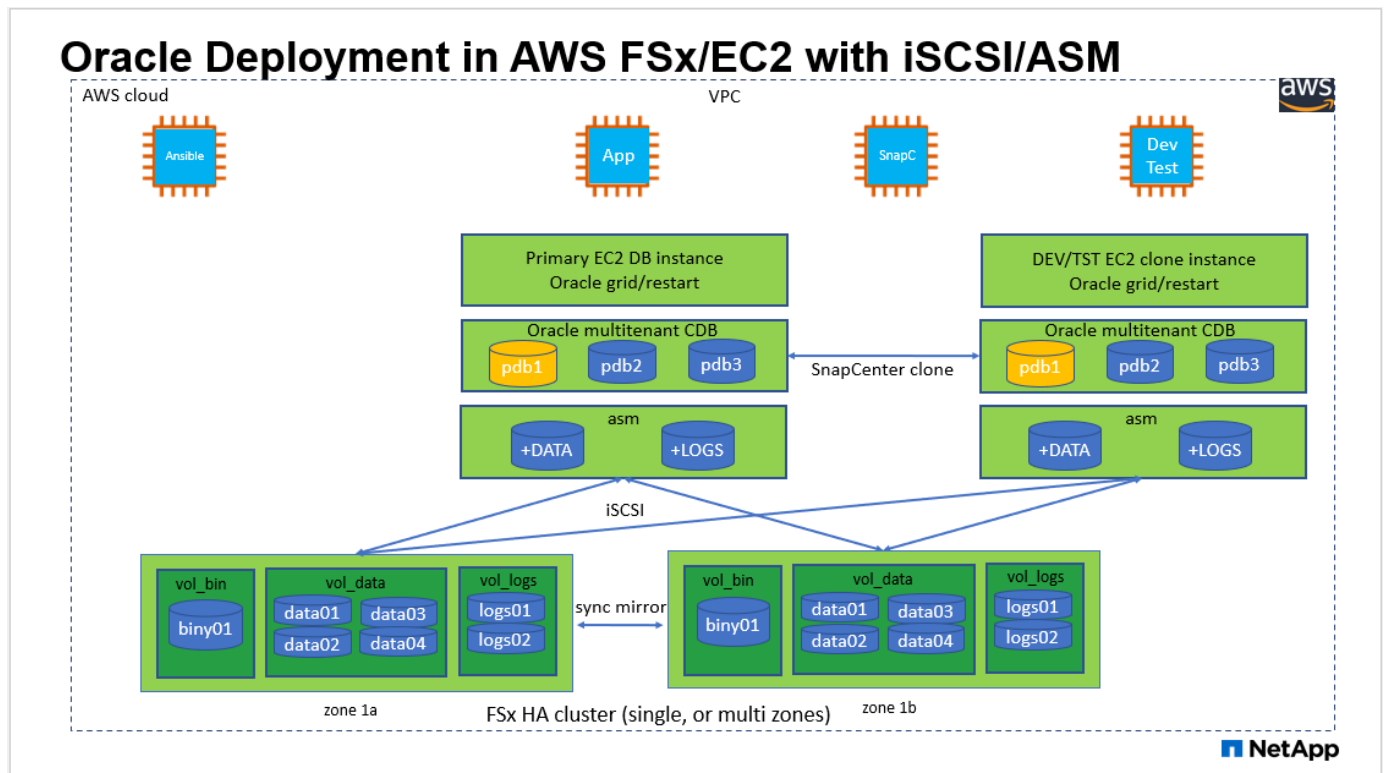 Oracle Deployment in AWS FSx/EC2 with iSCSI/ASM
AWS cloud
VPC
aws
Ansible
App
SnapC
Dev
Test
Primary EC2 DB instance
Oracle grid/restart
DEV/TST EC2 clone instance
Oracle grid/restart
Oracle multitenant CDB
pdb1
pdb2
pdb3
SnapCenter clone
Oracle multitenant CDB
pdb1
pdb2
pdb3
asm
+DATA
+LOGS
asm
+DATA
+LOGS
iSCSI
vol_bin
biny01
vol_data
data01
data03
data02
data04
vol_logs
logs01
logs02
sync mirror
vol_bin
biny01
vol_data
data01
data03
data02
data04
vol_logs
logs01
logs02
zone 1a
FSx HA cluster (single, or multi zones)
zone 1b
NetApp